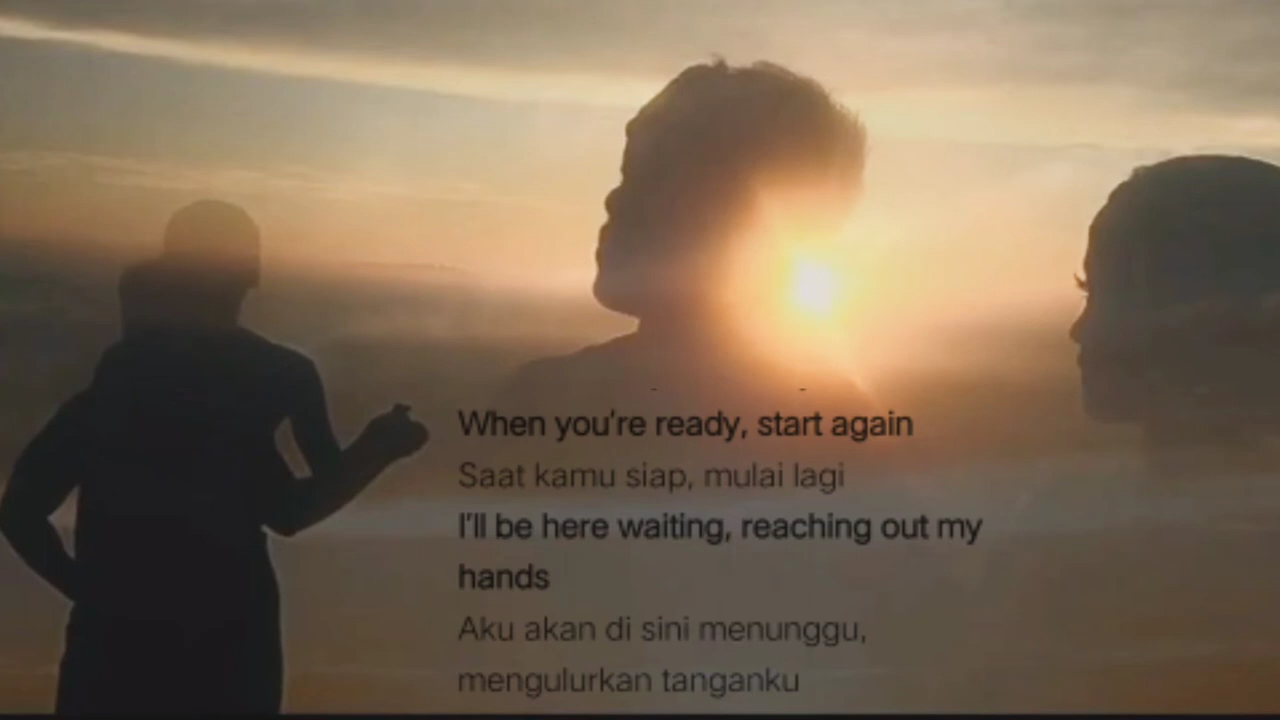 When you're ready, start again
Saat kamu siap, mulai lagi
I'll be here waiting, reaching out my
hands
Aku akan di sini menunggu,
mengulurkan tanganku